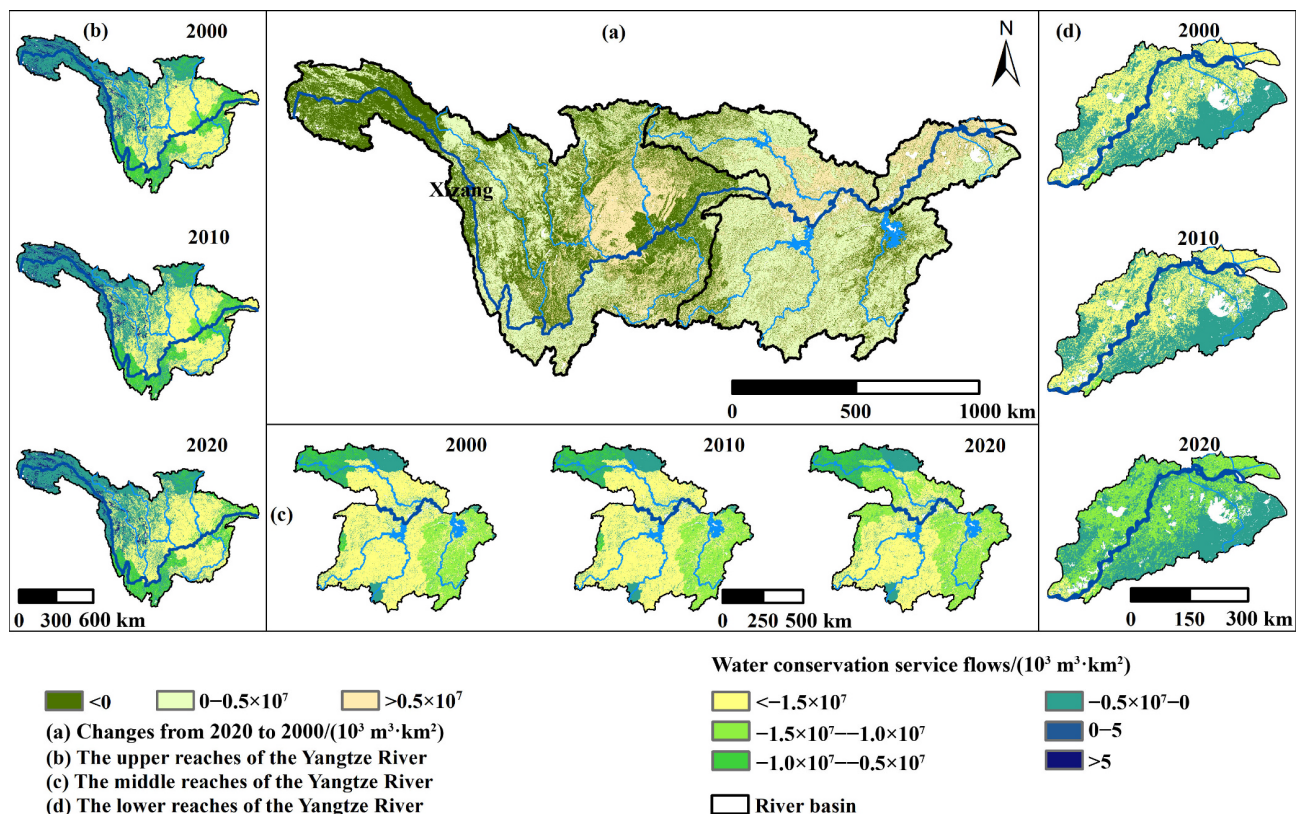 (b)
2000
2010
2020
0 300 600 km
(a)
N
Xizang
0 500 1000 km
(c)
2000
2010
2020
0 250 500 km
(d)
2000
2010
2020
0 150 300 km
<0
0−0.5×10⁷
>0.5×10⁷
(a) Changes from 2020 to 2000/(10³ m³·km²)
(b) The upper reaches of the Yangtze River
(c) The middle reaches of the Yangtze River
(d) The lower reaches of the Yangtze River
Water conservation service flows/(10³ m³·km²)
<−1.5×10⁷
−1.5×10⁷—−1.0×10⁷
−1.0×10⁷—−0.5×10⁷
−0.5×10⁷−0
0−5
>5
River basin